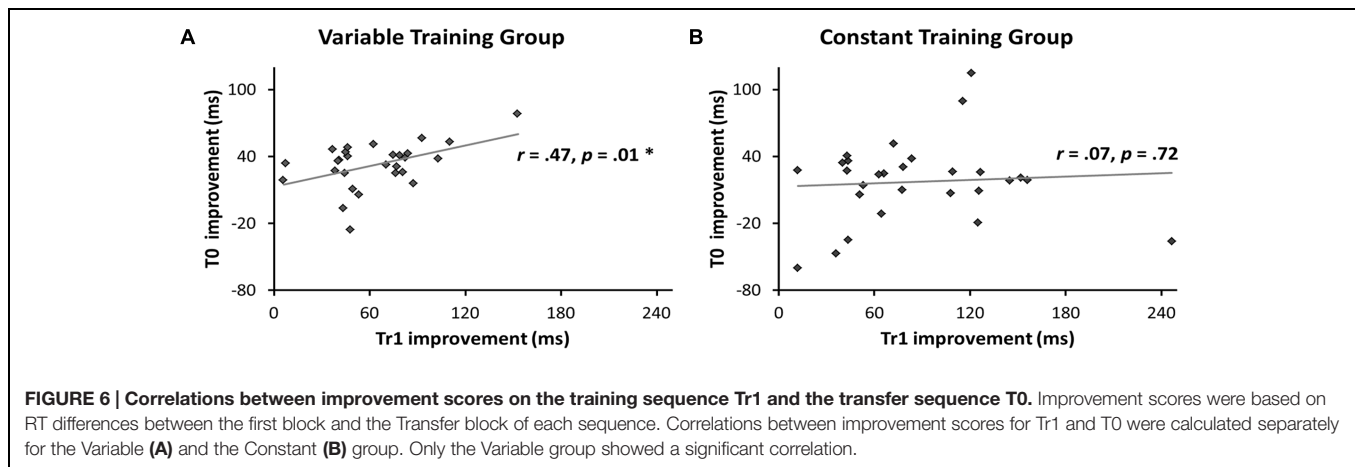 A
Variable Training Group
T0 improvement (ms)
100
40
-20
-80
r = .47, p = .01 *
0 60 120 180 240
Tr1 improvement (ms)
B
Constant Training Group
T0 improvement (ms)
100
40
-20
-80
r = .07, p = .72
0 60 120 180 240
Tr1 improvement (ms)
FIGURE 6 | Correlations between improvement scores on the training sequence Tr1 and the transfer sequence T0. Improvement scores were based on
RT differences between the first block and the Transfer block of each sequence. Correlations between improvement scores for Tr1 and T0 were calculated separately
for the Variable (A) and the Constant (B) group. Only the Variable group showed a significant correlation.